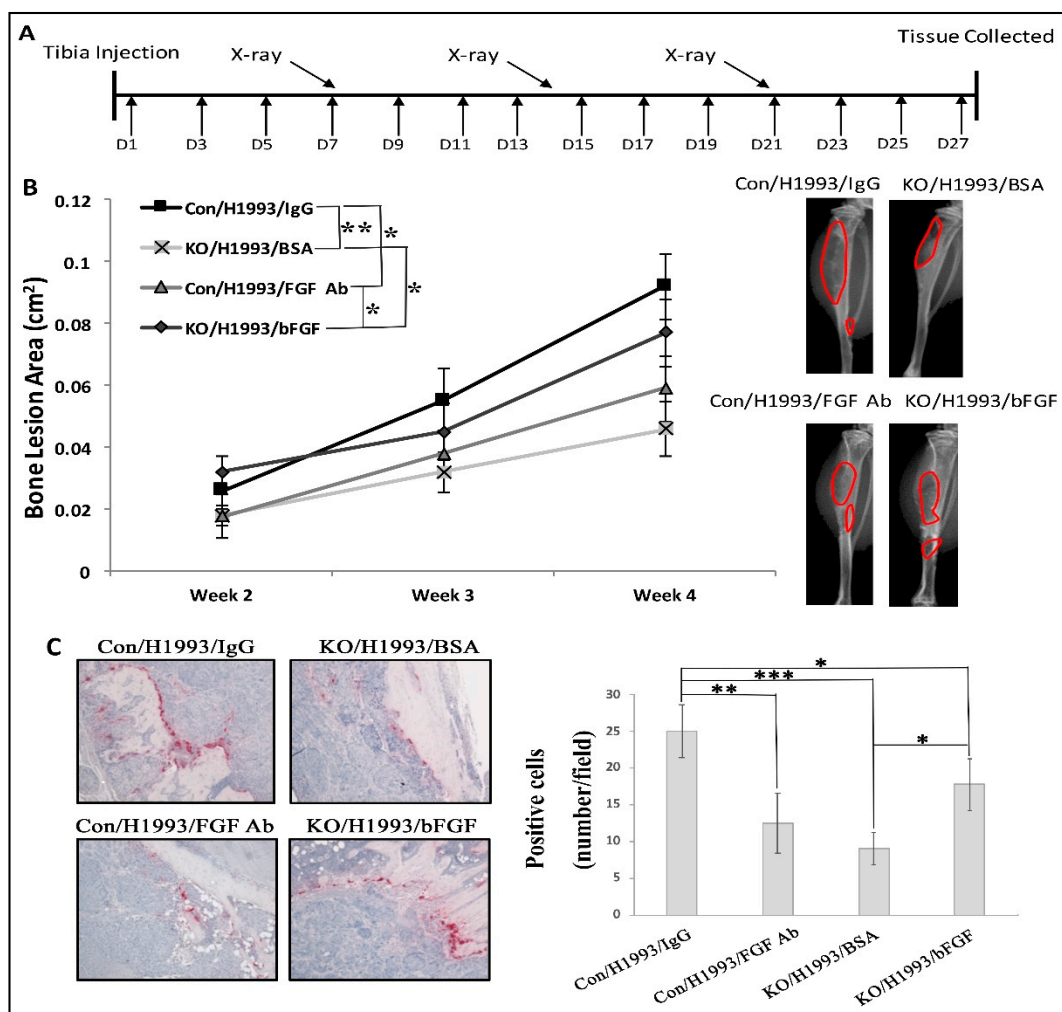 A
Tibia Injection
Tissue Collected
X-ray X-ray X-ray
D1 D3 D5 D7 D9 D11 D13 D15 D17 D19 D21 D23 D25 D27
B
Bone Lesion Area (cm²)
0.12
0.1
0.08
0.06
0.04
0.02
0
Con/H1993/IgG
KO/H1993/BSA
Con/H1993/FGF Ab
KO/H1993/bFGF
** *
* *
Week 2 Week 3 Week 4
Con/H1993/IgG KO/H1993/BSA
Con/H1993/FGF Ab KO/H1993/bFGF
C
Con/H1993/IgG KO/H1993/BSA
Con/H1993/FGF Ab KO/H1993/bFGF
Positive cells
(number/field)
30
25
20
15
10
5
0
*
***
**
*
Con/H1993/IgG
Con/H1993/FGF Ab
KO/H1993/BSA
KO/H1993/bFGF